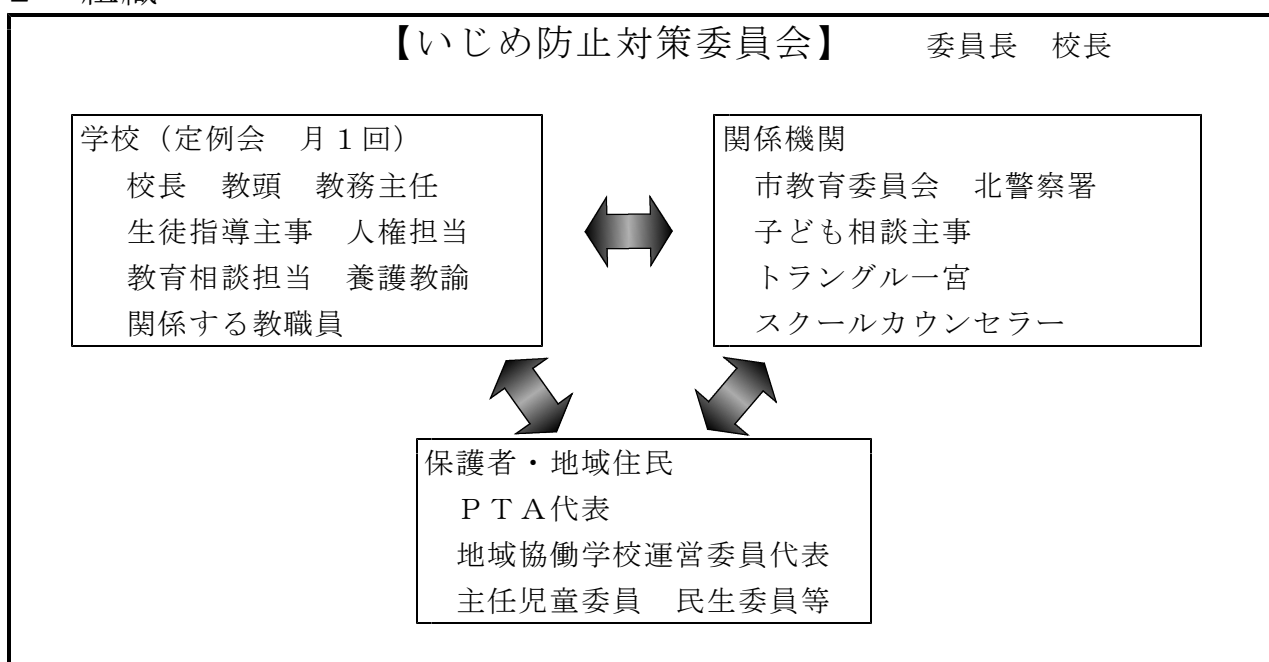 【いじめ防止対策委員会】　委員長　校長
学校（定例会　月１回）
校長　教頭　教務主任
生徒指導主事　人権担当
教育相談担当　養護教諭
関係する教職員
関係機関
市教育委員会　北警察署
子ども相談主事
トラングル一宮
スクールカウンセラー
保護者・地域住民
ＰＴＡ代表
地域協働学校運営委員代表
主任児童委員　民生委員等